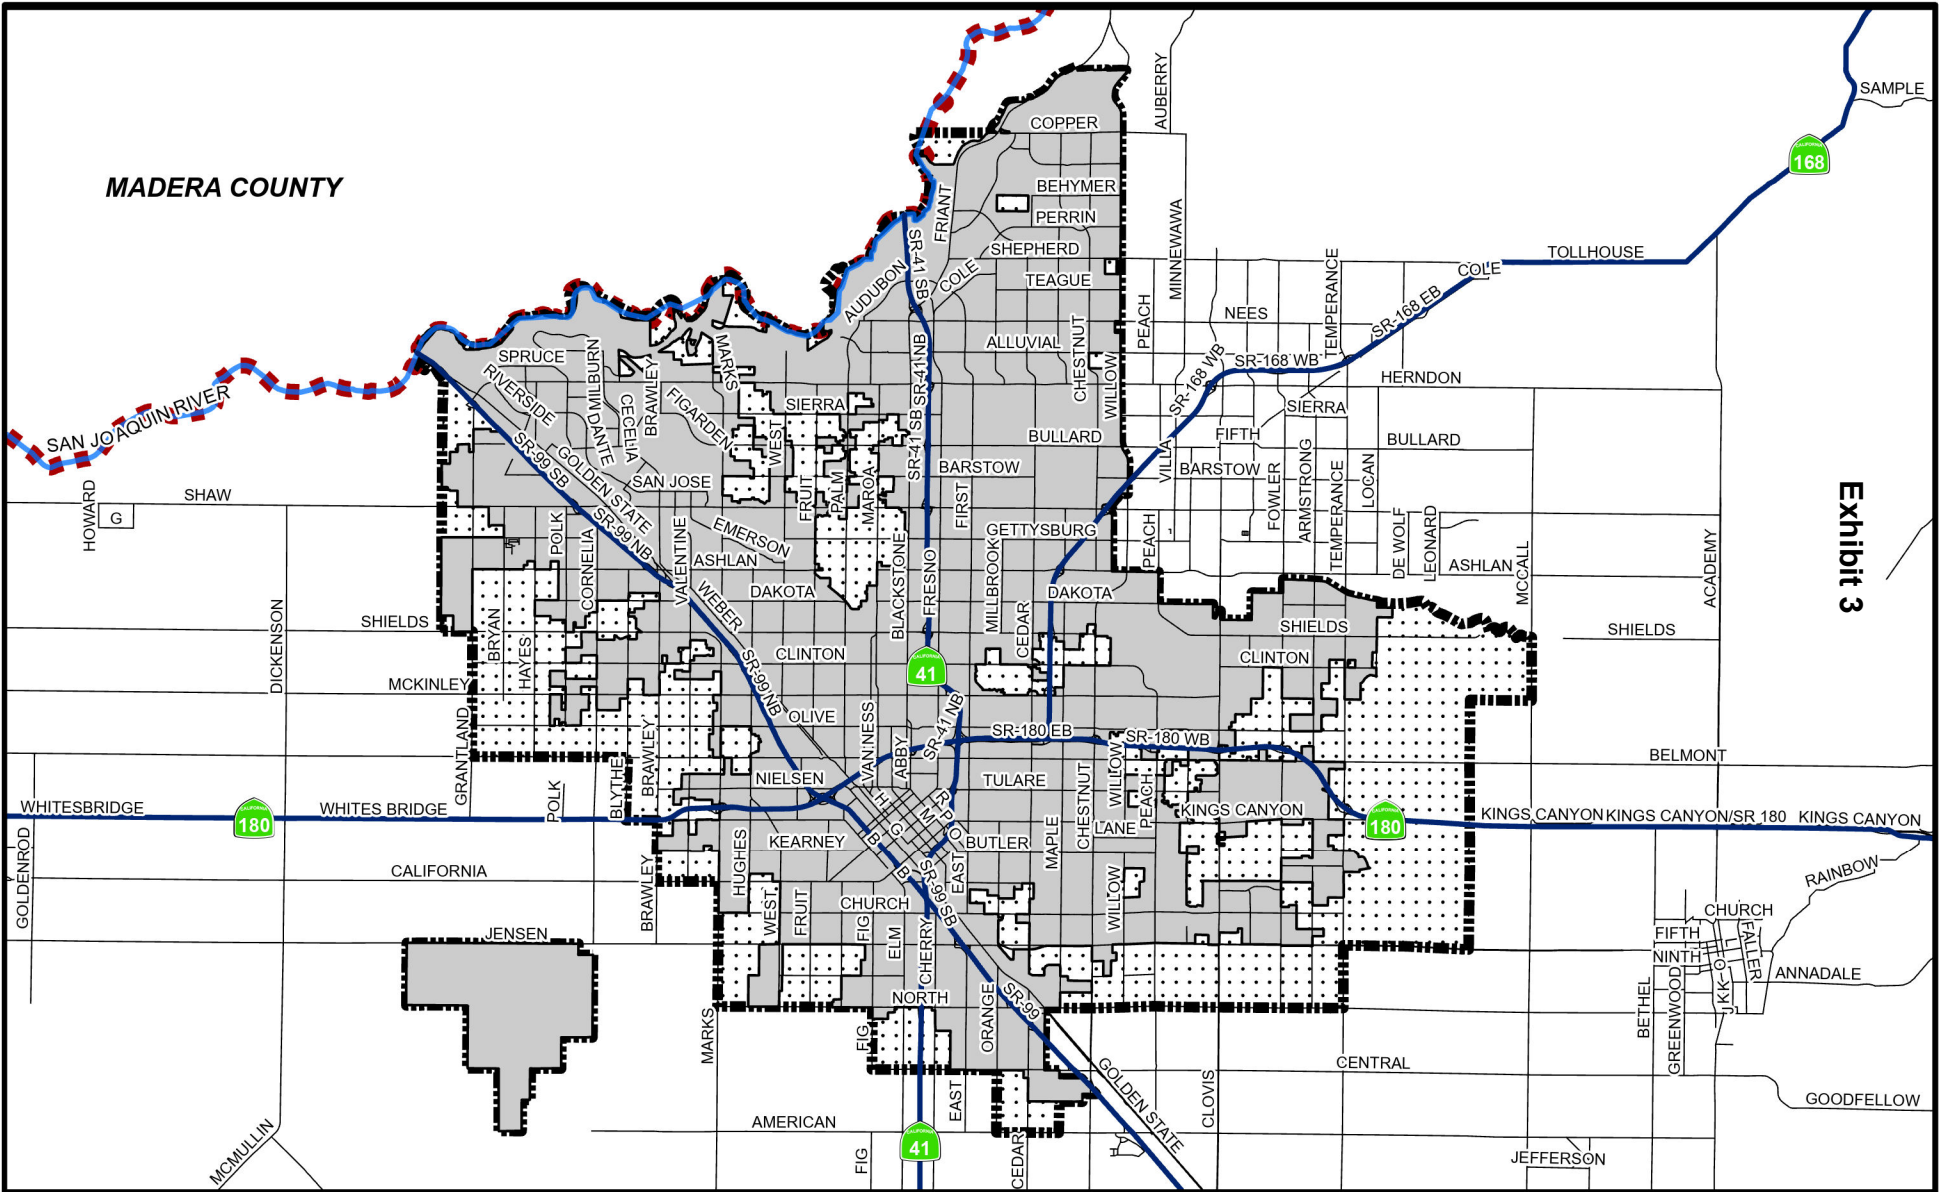 AUBERRY
SAMPLE
COPPER
CALIFORNIA
168
MADERA COUNTY
BEHYMER
FRIANT
PERRIN
MINNEWAWA
SHEPHERD
TOLLHOUSE
SR-41 SB
AUDUBON
COLE
TEAGUE
TEMPERANCE
COLE
PEACH
NEES
SR-168 EB
SPRUCE
MILBURN
MARKS
ALLUVIAL
CHESTNUT
SR-168 WB
SR-168 WB
SR-41 NB
HERNDON
RIVERSIDE
BRAWLEY
WILLOW
SAN JOAQUIN RIVER
DANTE
CECELIA
FIGARDEN
SIERRA
SIERRA
SR-41 SB
WEST
BULLARD
FIFTH
BULLARD
SR-99 SB
GOLDEN STATE
SAN JOSE
BARSTOW
VILLA
BARSTOW
FOWLER
ARMSTRONG
TEMPERANCE
LOCAN
HOWARD
SHAW
G
FRUIT
PALM
MAROA
FIRST
Exhibit 3
POLK
CORNELIA
SR-99 NB
VALENTINE
EMERSON
GETTYSBURG
PEACH
DE WOLF
LEONARD
MCCALL
ACADEMY
ASHLAN
ASHLAN
BLACKSTONE
FRESNO
MILLBROOK
DAKOTA
DAKOTA
WEBER
CEDAR
DICKENSON
SHIELDS
BRYAN
HAYES
SHIELDS
SHIELDS
CLINTON
CLINTON
SR-99 NB
CALIFORNIA
41
MCKINLEY
GRANTLAND
OLIVE
VAN NESS
ABBY
SR-41 NB
SR-180 EB
SR-180 WB
BRAWLEY
BELMONT
BLYTHE
NIELSEN
TULARE
CHESTNUT
WILLOW
PEACH
POLK
WHITESBRIDGE
CALIFORNIA
180
WHITES BRIDGE
H
R
M
P
O
G
KINGS CANYON
CALIFORNIA
180
KINGS CANYON
KINGS CANYON/SR 180
KINGS CANYON
GOLDENROD
KEARNEY
B
BUTLER
MAPLE
LANE
CALIFORNIA
BRAWLEY
HUGHES
B
SR-99 SB
EAST
RAINBOW
WEST
FRUIT
CHURCH
WILLOW
CHURCH
JENSEN
FIG
ELM
CHERRY
FIFTH
FALLER
NINTH
L
O
K
K
J
ANNADALE
NORTH
ORANGE
SR-99
MARKS
FIG
BETHEL
GREENWOOD
CENTRAL
GOLDEN STATE
CLOVIS
EAST
GOODFELLOW
AMERICAN
MCMULLIN
CALIFORNIA
41
FIG
CEDAR
JEFFERSON